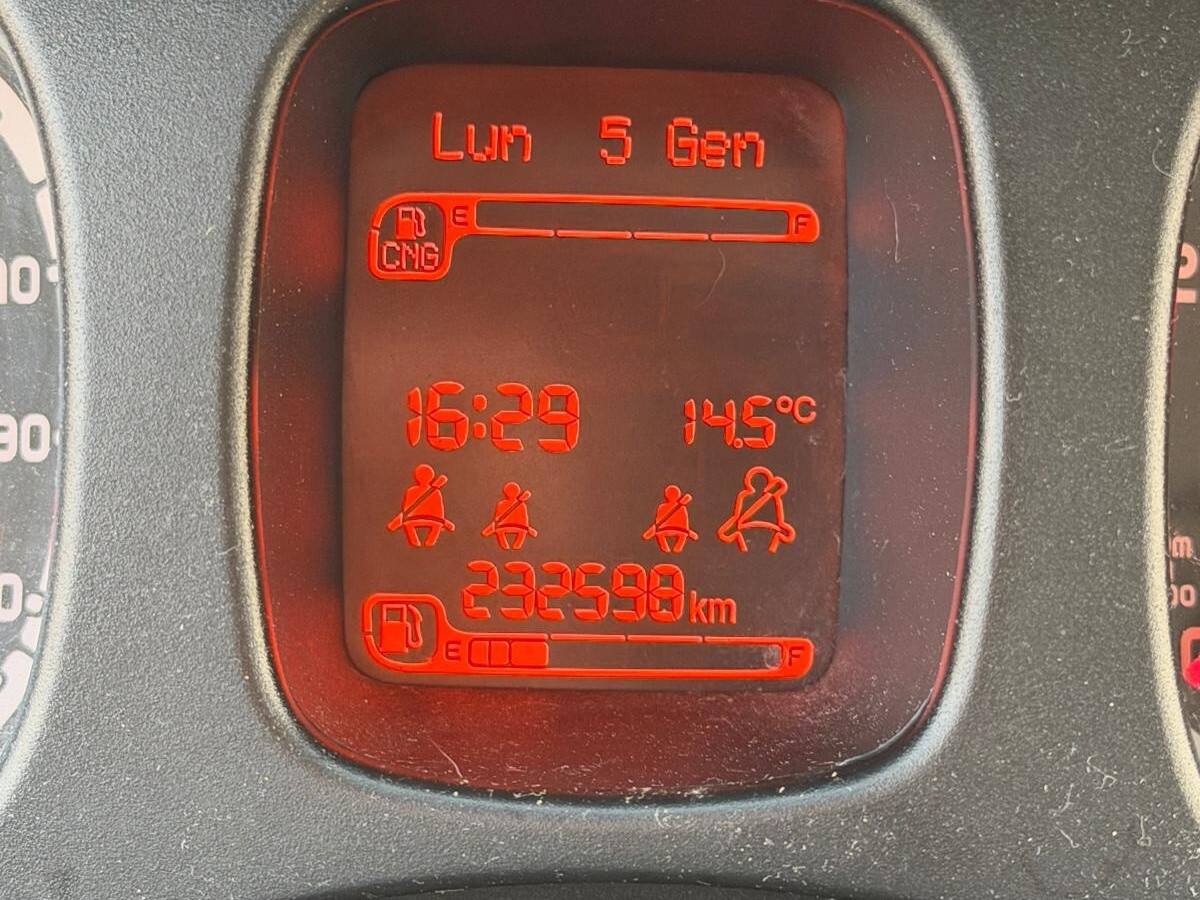 Lun 5 Gen
E F
CNG
16:29 14.5°C
232598 km
E F